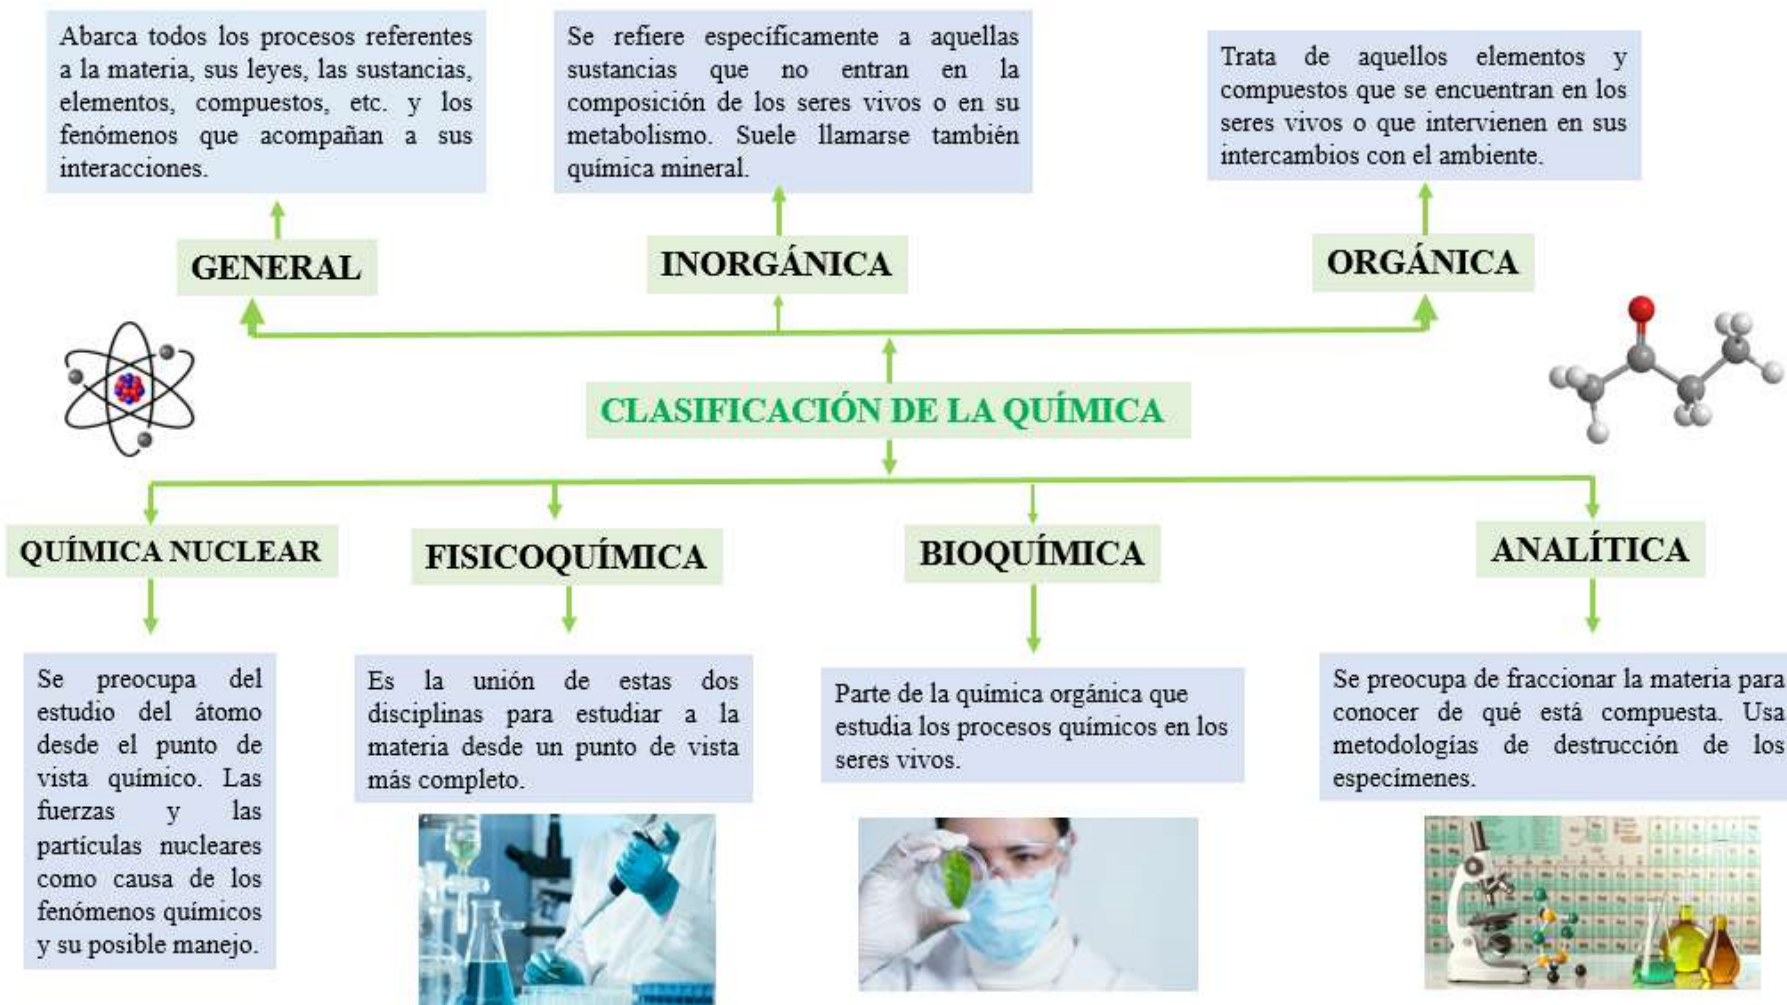 Abarca todos los procesos referentes
a la materia, sus leyes, las sustancias,
elementos, compuestos, etc. y los
fenómenos que acompañan a sus
interacciones.
Se refiere específicamente a aquellas
sustancias que no entran en la
composición de los seres vivos o en su
metabolismo. Suele llamarse también
química mineral.
Trata de aquellos elementos y
compuestos que se encuentran en los
seres vivos o que intervienen en sus
intercambios con el ambiente.
GENERAL
INORGÁNICA
ORGÁNICA
CLASIFICACIÓN DE LA QUÍMICA
QUÍMICA NUCLEAR
FISICOQUÍMICA
BIOQUÍMICA
ANALÍTICA
Se preocupa del
estudio del átomo
desde el punto de
vista químico. Las
fuerzas y las
partículas nucleares
como causa de los
fenómenos químicos
y su posible manejo.
Es la unión de estas dos
disciplinas para estudiar a la
materia desde un punto de vista
más completo.
Parte de la química orgánica que
estudia los procesos químicos en los
seres vivos.
Se preocupa de fraccionar la materia para
conocer de qué está compuesta. Usa
metodologías de destrucción de los
especímenes.